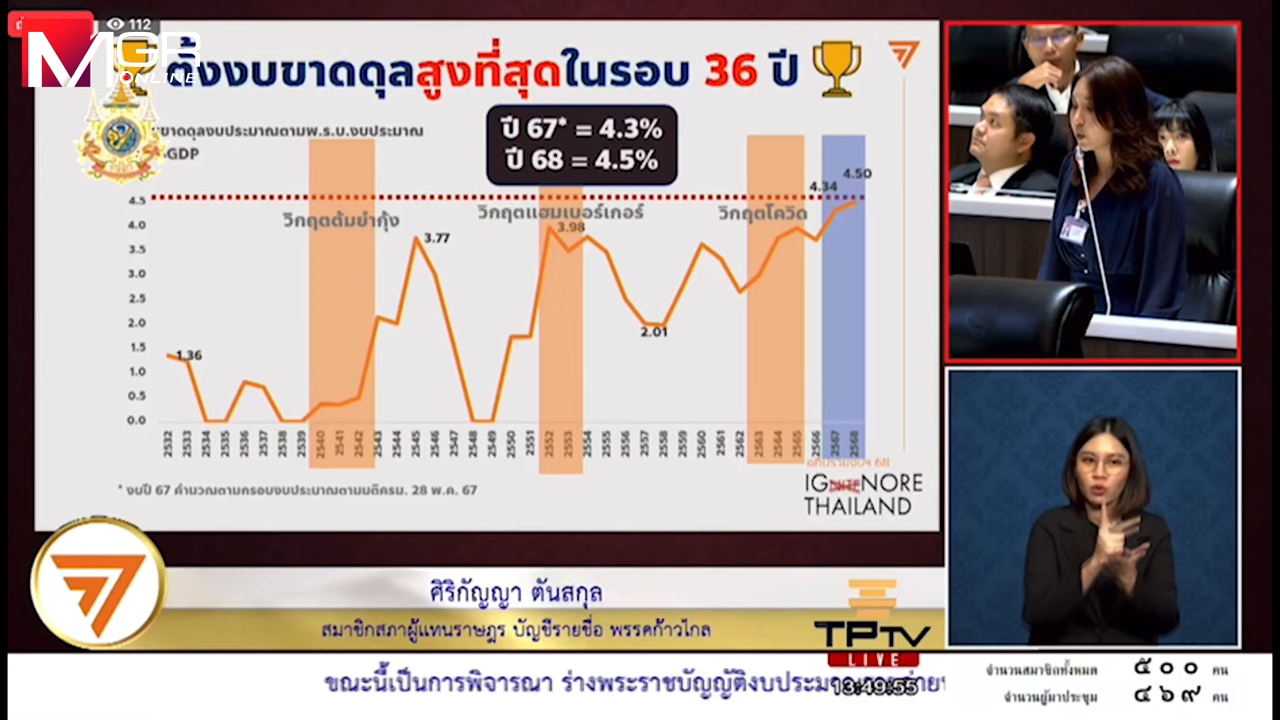 112
MGR
ONLINE
ตั้งงบขาดดุลสูงที่สุดในรอบ 36 ปี
ขาดดุลงบประมาณตามพ.ร.บ.งบประมาณ
GDP
ปี 67* = 4.3%
ปี 68 = 4.5%
4.34
4.50
4.5
4.0
3.5
3.0
2.5
2.0
1.5
1.0
0.5
0.0
วิกฤตต้มยำกุ้ง
วิกฤตแฮมเบอร์เกอร์
วิกฤตโควิด
1.36
3.77
3.98
2.01
2532 2533 2534 2535 2536 2537 2538 2539 2540 2541 2542 2543 2544 2545 2546 2547 2548 2549 2550 2551 2552 2553 2554 2555 2556 2557 2558 2559 2560 2561 2562 2563 2564 2565 2566 2567 2568
* งบปี 67 คำนวณตามกรอบงบประมาณตามมติครม. 28 พ.ค. 67
อภิปรายงบฯ 68
IGNITENORE
THAILAND
ศิริกัญญา ตันสกุล
สมาชิกสภาผู้แทนราษฎร บัญชีรายชื่อ พรรคก้าวไกล
TPTV
LIVE
13:49:55
ขณะนี้เป็นการพิจารณา ร่างพระราชบัญญัติงบประมาณ
จำนวนสมาชิกทั้งหมด ๕๐๐ คน
จำนวนผู้มาประชุม ๔๖๙ คน